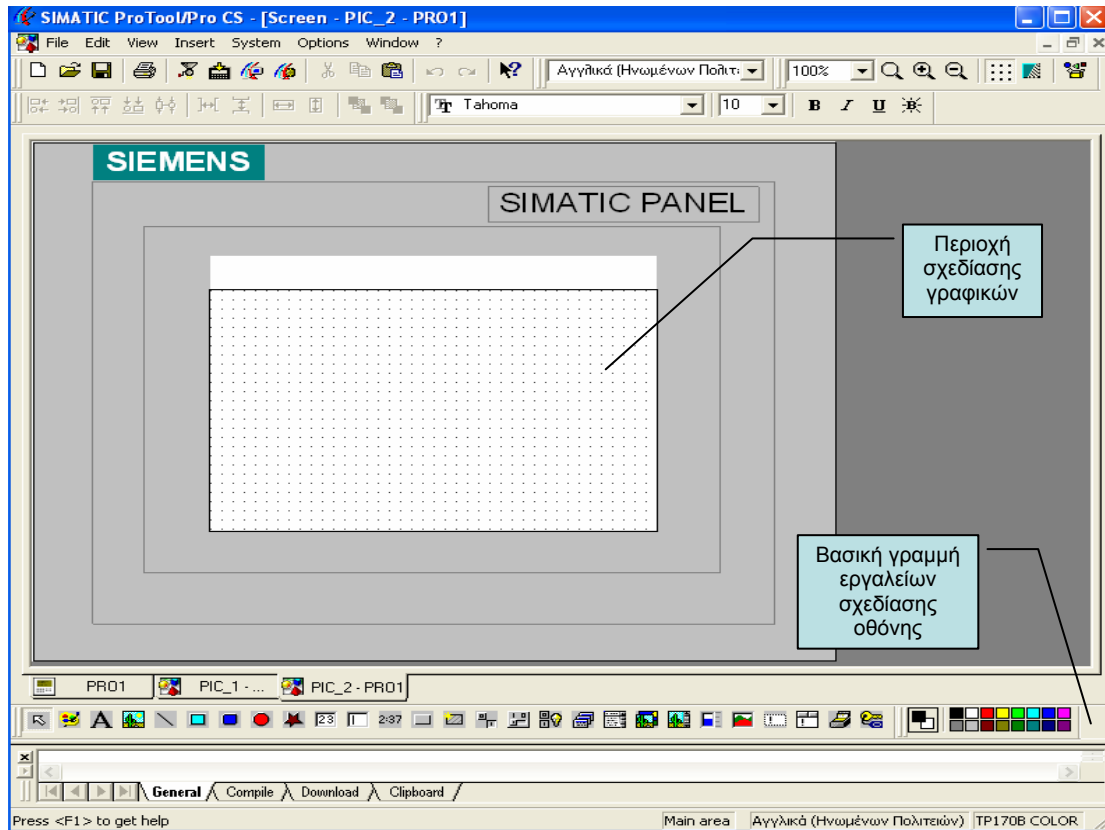 SIMATIC ProTool/Pro CS - [Screen - PIC_2 - PRO1]
File Edit View Insert System Options Window ?
Αγγλικά (Ηνωμένων Πολιτι 100%
Tahoma 10 B I U
SIEMENS
SIMATIC PANEL
Περιοχή
σχεδίασης
γραφικών
Βασική γραμμή
εργαλείων
σχεδίασης
οθόνης
PRO1 PIC_1 - ... PIC_2 - PRO1
A 23 2:37
General Compile Download Clipboard
Press <F1> to get help Main area Αγγλικά (Ηνωμένων Πολιτειών) TP170B COLOR